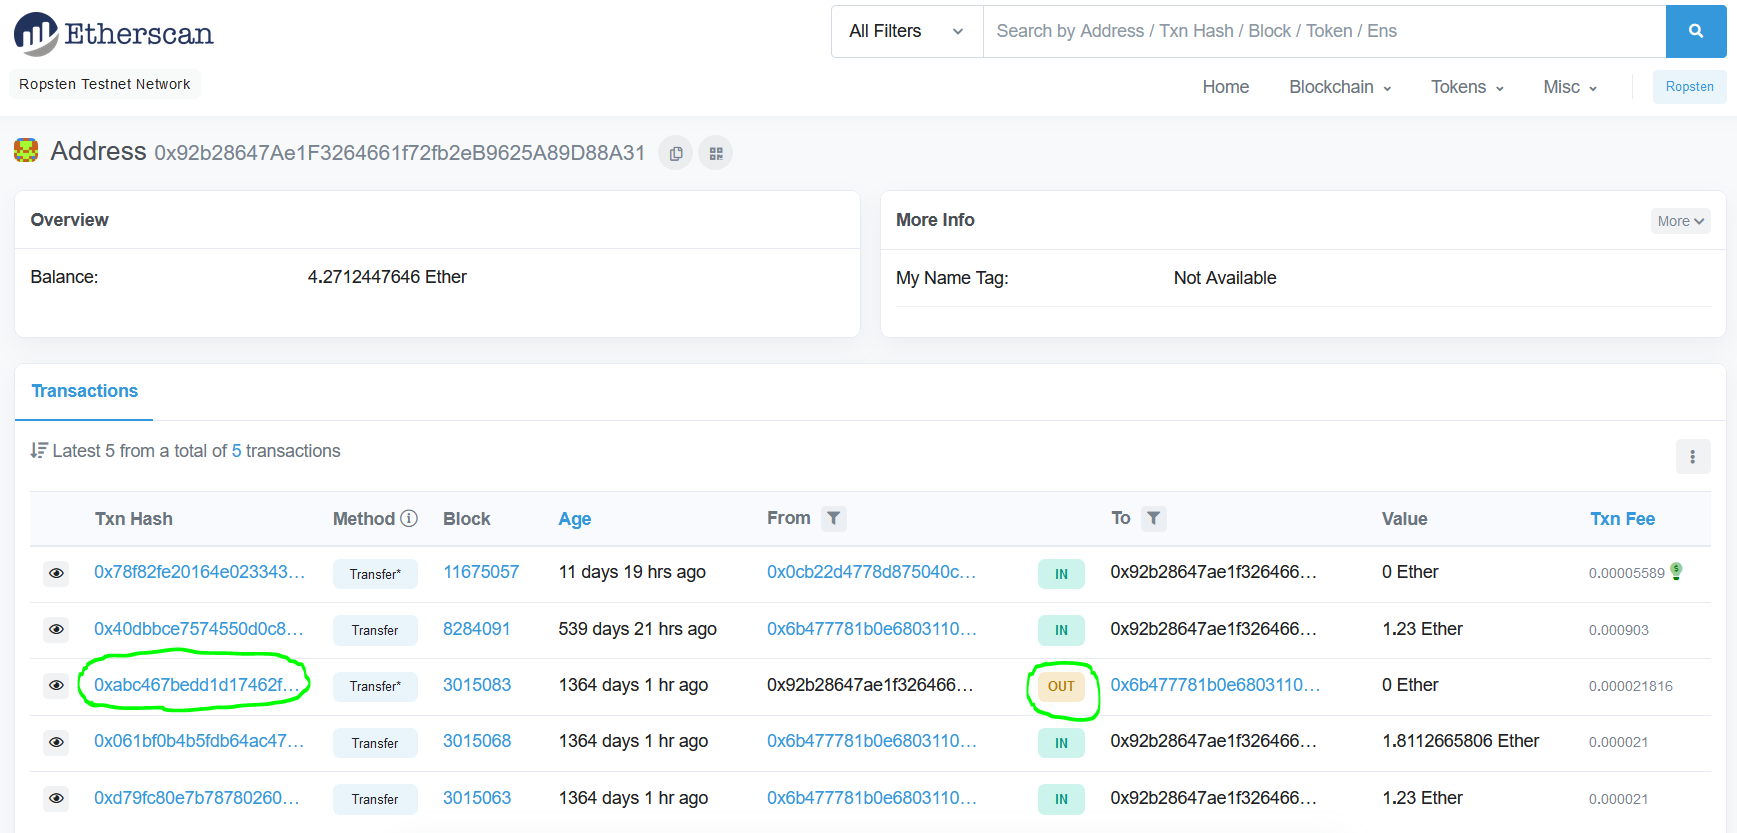 Etherscan
All Filters Search by Address / Txn Hash / Block / Token / Ens
Ropsten Testnet Network
Home Blockchain Tokens Misc Ropsten
Address 0x92b28647Ae1F3264661f72fb2eB9625A89D88A31
Overview
Balance: 4.2712447646 Ether
More Info More
My Name Tag: Not Available
Transactions
Latest 5 from a total of 5 transactions
Txn Hash Method Block Age From To Value Txn Fee
0x78f82fe20164e023343... Transfer* 11675057 11 days 19 hrs ago 0x0cb22d4778d875040c... IN 0x92b28647ae1f326466... 0 Ether 0.00005589
0x40dbbce7574550d0c8... Transfer 8284091 539 days 21 hrs ago 0x6b477781b0e6803110... IN 0x92b28647ae1f326466... 1.23 Ether 0.000903
0xabc467bedd1d17462f... Transfer* 3015083 1364 days 1 hr ago 0x92b28647ae1f326466... OUT 0x6b477781b0e6803110... 0 Ether 0.000021816
0x061bf0b4b5fdb64ac47... Transfer 3015068 1364 days 1 hr ago 0x6b477781b0e6803110... IN 0x92b28647ae1f326466... 1.8112665806 Ether 0.000021
0xd79fc80e7b78780260... Transfer 3015063 1364 days 1 hr ago 0x6b477781b0e6803110... IN 0x92b28647ae1f326466... 1.23 Ether 0.000021